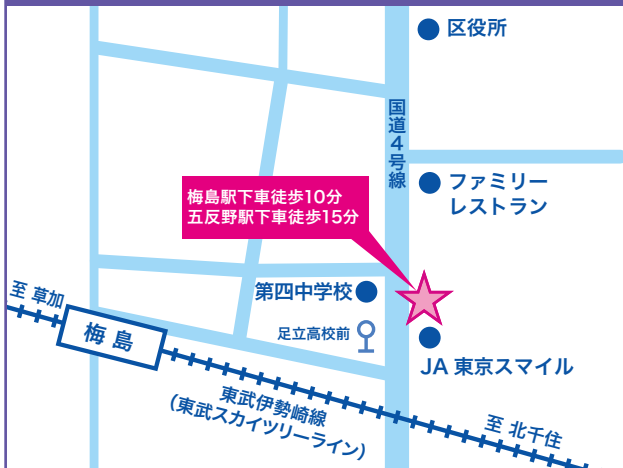 区役所
国道4号線
ファミリー
レストラン
梅島駅下車徒歩10分
五反野駅下車徒歩15分
至 草加
第四中学校
梅島
足立高校前
JA 東京スマイル
東武伊勢崎線
(東武スカイツリーライン)
至 北千住